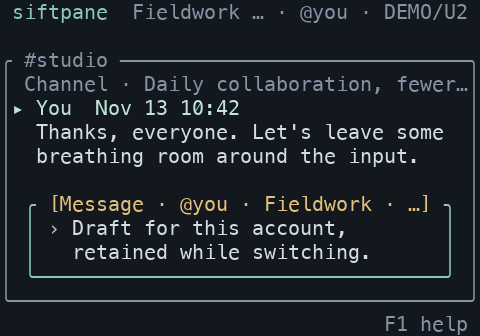 siftpane  Fieldwork … · @you · DEMO/U2
#studio
Channel · Daily collaboration, fewer…
▸ You  Nov 13 10:42
Thanks, everyone. Let's leave some
breathing room around the input.
[Message · @you · Fieldwork · …]
› Draft for this account,
retained while switching.
F1 help